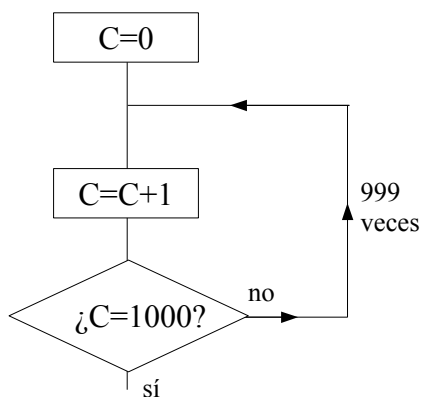 C=0
C=C+1
999
veces
¿C=1000?
no
sí